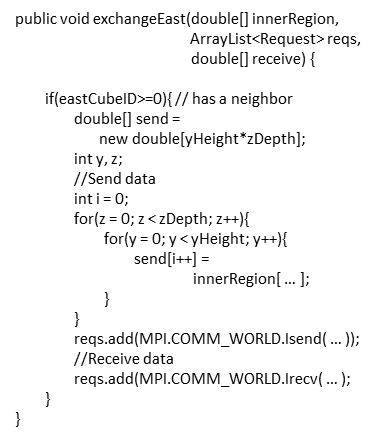 public void exchangeEast(double[] innerRegion,
ArrayList<Request> reqs,
double[] receive) {
if(eastCubeID>=0){ // has a neighbor
double[] send =
new double[yHeight*zDepth];
int y, z;
//Send data
int i = 0;
for(z = 0; z < zDepth; z++){
for(y = 0; y < yHeight; y++){
send[i++] =
innerRegion[ ... ];
}
}
reqs.add(MPI.COMM_WORLD.Isend( ... ));
//Receive data
reqs.add(MPI.COMM_WORLD.Irecv( ... );
}
}